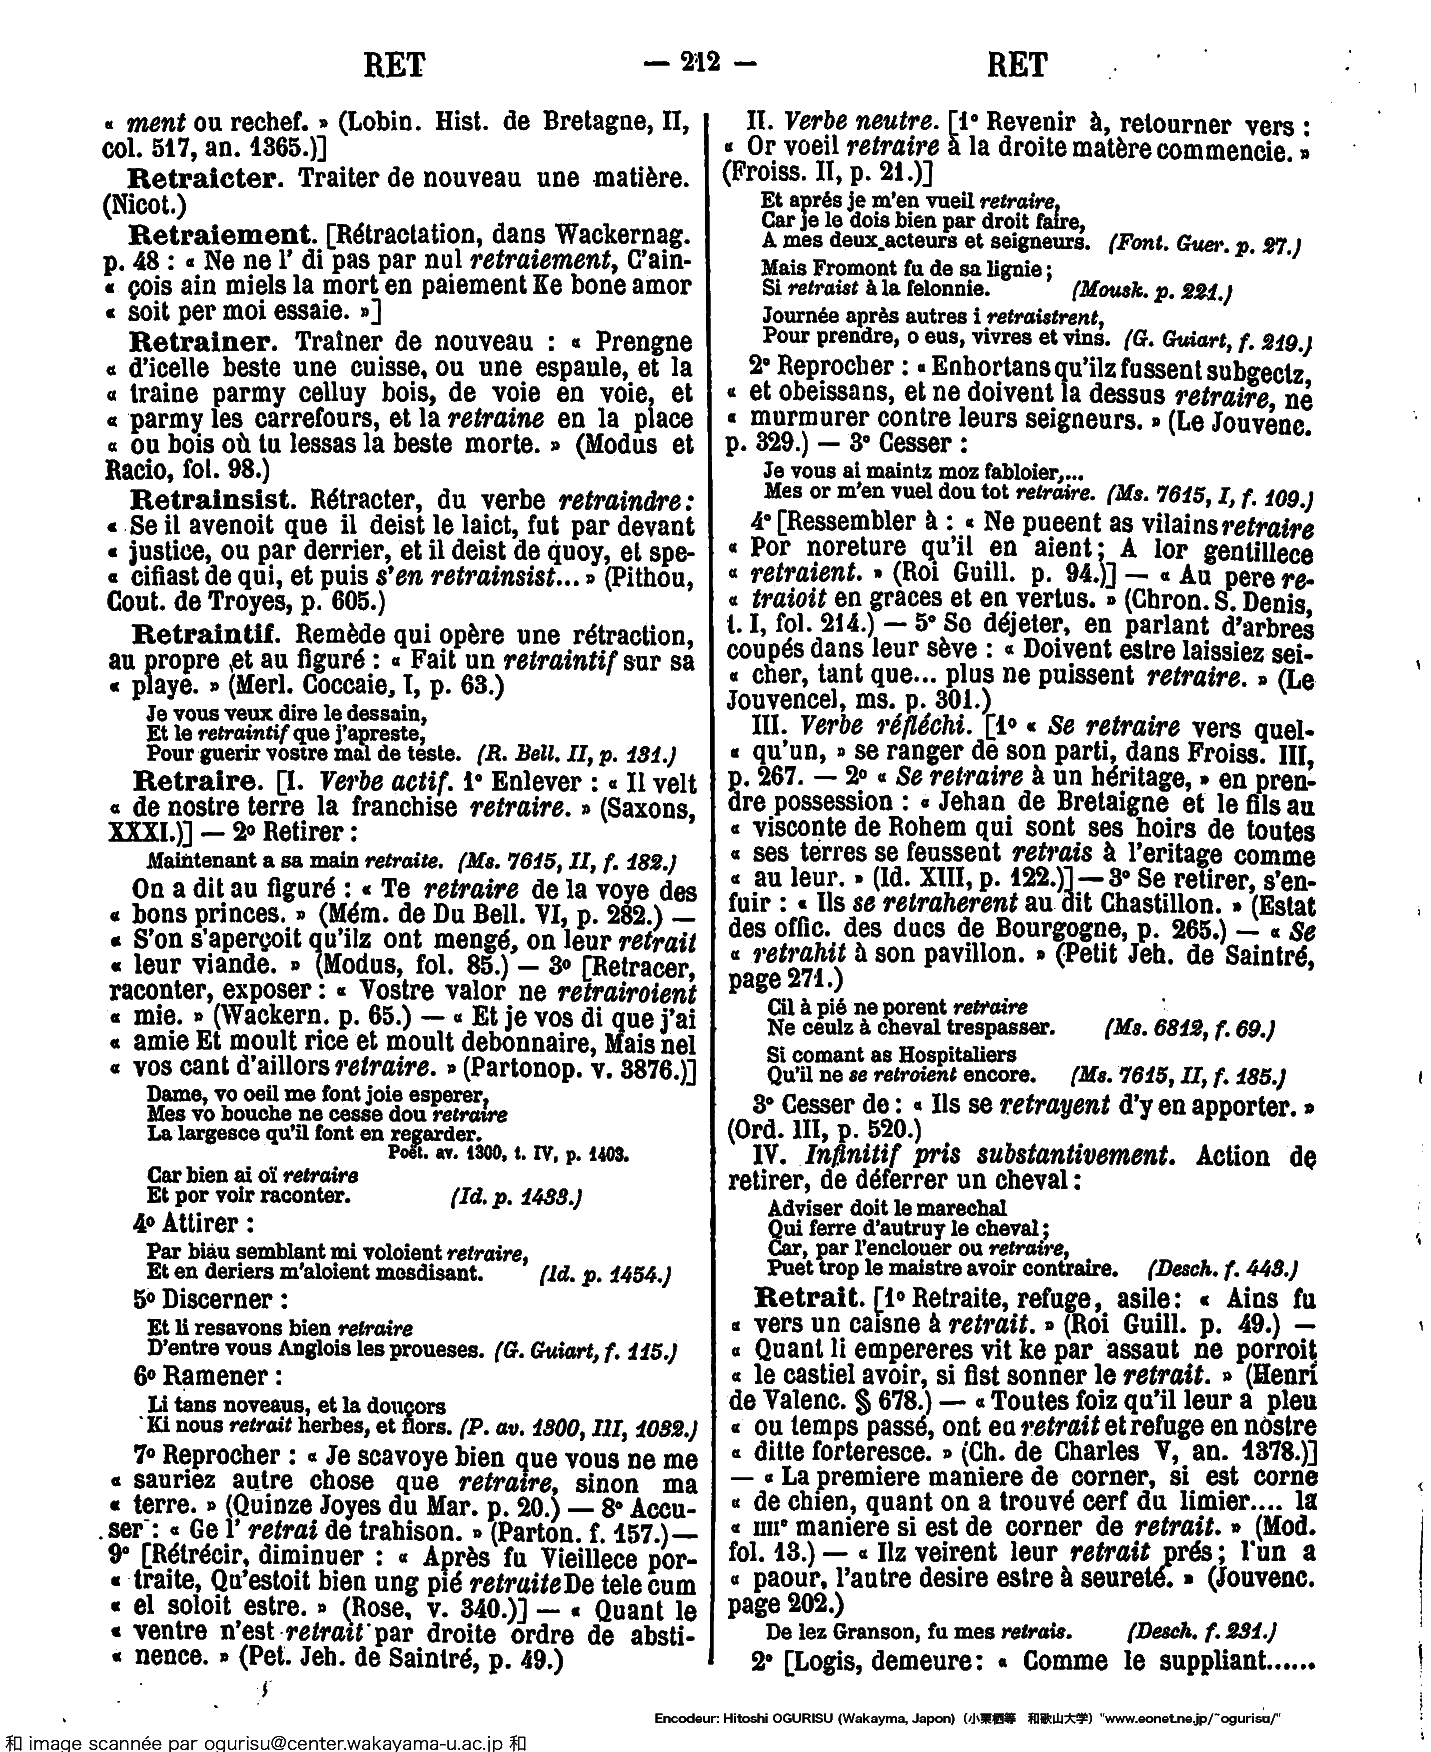 RET — 212 — RET
« ment ou rechef. » (Lobin. Hist. de Bretagne, II,
col. 517, an. 1365.)]
Retraicter. Traiter de nouveau une matière.
(Nicot.)
Retraiement. [Rétractation, dans Wackernag.
p. 48 : « Ne ne l' di pas par nul retraiement, C'ain-
« çois ain miels la mort en paiement Ke bone amor
« soit per moi essaie. »]
Retrainer. Traîner de nouveau : « Prengne
« d'icelle beste une cuisse, ou une espaule, et la
« traine parmy celluy bois, de voie en voie, et
« parmy les carrefours, et la retraine en la place
« ou bois où tu lessas la beste morte. » (Modus et
Racio, fol. 98.)
Retrainsist. Rétracter, du verbe retraindre :
« Se il avenoit que il deist le laict, fut par devant
« justice, ou par derrier, et il deist de quoy, et spe-
« cifiast de qui, et puis s'en retrainsist... » (Pithou,
Cout. de Troyes, p. 605.)
Retraintif. Remède qui opère une rétraction,
au propre et au figuré : « Fait un retraintif sur sa
« playe. » (Merl. Coccaie, I, p. 63.)
Je vous veux dire le dessain,
Et le retraintif que j'apreste,
Pour guerir vostre mal de teste. (R. Bell. II, p. 131.)
Retraire. [I. Verbe actif. 1º Enlever : « Il velt
« de nostre terre la franchise retraire. » (Saxons,
XXXI.)] — 2º Retirer :
Maintenant a sa main retraite. (Ms. 7615, II, f. 182.)
On a dit au figuré : « Te retraire de la voye des
« bons princes. » (Mém. de Du Bell. VI, p. 282.) —
« S'on s'aperçoit qu'ilz ont mengé, on leur retrait
« leur viande. » (Modus, fol. 85.) — 3º [Retracer,
raconter, exposer : « Vostre valor ne retrairoient
« mie. » (Wackern. p. 65.) — « Et je vos di que j'ai
« amie Et moult rice et moult debonnaire, Mais nel
« vos cant d'aillors retraire. » (Partonop. v. 3876.)]
Dame, vo oeil me font joie esperer,
Mes vo bouche ne cesse dou retraire
La largesce qu'il font en regarder.
Poët. av. 1300, t. IV, p. 1403.
Car bien ai oï retraire
Et por voir raconter. (Id. p. 1433.)
4º Attirer :
Par biau semblant mi voloient retraire,
Et en deriers m'aloient mesdisant. (Id. p. 1454.)
5º Discerner :
Et li resavons bien retraire
D'entre vous Anglois les proueses. (G. Guiart, f. 115.)
6º Ramener :
Li tans noveaus, et la douçors
Ki nous retrait herbes, et flors. (P. av. 1300, III, 1032.)
7º Reprocher : « Je scavoye bien que vous ne me
« sauriez autre chose que retraire, sinon ma
« terre. » (Quinze Joyes du Mar. p. 20.) — 8º Accu-
ser : « Ge l' retrai de trahison. » (Parton. f. 157.) —
9º [Rétrécir, diminuer : « Après fu Vieillece por-
« traite, Qu'estoit bien ung pié retraite De tele cum
« el soloit estre. » (Rose, v. 340.)] — « Quant le
« ventre n'est retrait par droite ordre de absti-
« nence. » (Pet. Jeh. de Saintré, p. 49.)
II. Verbe neutre. [1º Revenir à, retourner vers :
« Or voeil retraire à la droite matère commencie. »
(Froiss. II, p. 21.)]
Et aprés je m'en vueil retraire,
Car je le dois bien par droit faire,
A mes deux acteurs et seigneurs. (Font. Guer. p. 27.)
Mais Fromont fu de sa lignie ;
Si retraist à la felonnie. (Mousk. p. 221.)
Journée après autres i retraistrent,
Pour prendre, o eus, vivres et vins. (G. Guiart, f. 219.)
2º Reprocher : « Enhortans qu'ilz fussent subgectz,
« et obeissans, et ne doivent la dessus retraire, ne
« murmurer contre leurs seigneurs. » (Le Jouvenc.
p. 329.) — 3º Cesser :
Je vous ai maintz moz fabloier,...
Mes or m'en vuel dou tot retraire. (Ms. 7615, I, f. 109.)
4º [Ressembler à : « Ne pueent as vilains retraire
« Por noreture qu'il en aient ; A lor gentillece
« retraient. » (Roi Guill. p. 94.)] — « Au pere re-
« traioit en graces et en vertus. » (Chron. S. Denis,
t. I, fol. 214.) — 5º Se déjeter, en parlant d'arbres
coupés dans leur sève : « Doivent estre laissiez sei-
« cher, tant que... plus ne puissent retraire. » (Le
Jouvencel, ms. p. 301.)
III. Verbe réfléchi. [1º « Se retraire vers quel-
« qu'un, » se ranger de son parti, dans Froiss. III,
p. 267. — 2º « Se retraire à un héritage, » en pren-
dre possession : « Jehan de Bretaigne et le fils au
« visconte de Rohem qui sont ses hoirs de toutes
« ses terres se feussent retrais à l'eritage comme
« au leur. » (Id. XIII, p. 122.)] — 3º Se retirer, s'en-
fuir : « Ils se retraherent au dit Chastillon. » (Estat
des offic. des ducs de Bourgogne, p. 265.) — « Se
« retrahit à son pavillon. » (Petit Jeh. de Saintré,
page 271.)
Cil à pié ne porent retraire
Ne ceulz à cheval trespasser. (Ms. 6812, f. 69.)
Si comant as Hospitaliers
Qu'il ne se retroient encore. (Ms. 7615, II, f. 185.)
3º Cesser de : « Ils se retrayent d'y en apporter. »
(Ord. III, p. 520.)
IV. Infinitif pris substantivement. Action de
retirer, de déferrer un cheval :
Adviser doit le marechal
Qui ferre d'autruy le cheval ;
Car, par l'enclouer ou retraire,
Puet trop le maistre avoir contraire. (Desch. f. 443.)
Retrait. [1º Retraite, refuge, asile : « Ains fu
« vers un caisne à retrait. » (Roi Guill. p. 49.) —
« Quant li empereres vit ke par assaut ne porroit
« le castiel avoir, si fist sonner le retrait. » (Henri
de Valenc. § 678.) — « Toutes foiz qu'il leur a pleu
« ou temps passé, ont eu retrait et refuge en nostre
« ditte forteresce. » (Ch. de Charles V, an. 1378.)]
— « La premiere maniere de corner, si est corne
« de chien, quant on a trouvé cerf du limier.... la
« IIIIe maniere si est de corner de retrait. » (Mod.
fol. 13.) — « Ilz veirent leur retrait prés ; l'un a
« paour, l'autre desire estre à seureté. » (Jouvenc.
page 202.)
De lez Granson, fu mes retrais. (Desch. f. 231.)
2º [Logis, demeure : « Comme le suppliant......
Encodeur: Hitoshi OGURISU (Wakayma, Japon) (小栗栖等 和歌山大学) "www.eonet.ne.jp/~ogurisu/"
和 image scannée par ogurisu@center.wakayama-u.ac.jp 和